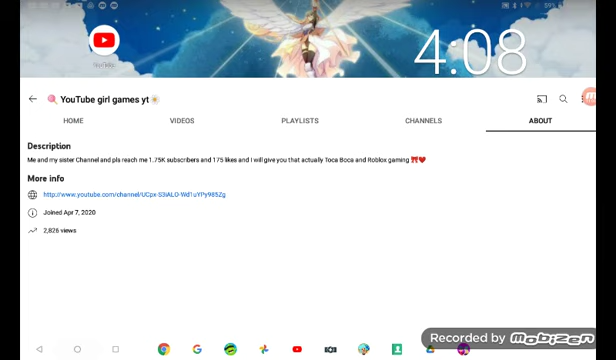 59%
YouTube
4:08
YouTube girl games yt
HOME VIDEOS PLAYLISTS CHANNELS ABOUT
Description
Me and my sister Channel and pls reach me 1.75K subscribers and 175 likes and I will give you that actually Toca Boca and Roblox gaming 🎀❤️
More info
http://www.youtube.com/channel/UCpx-S3iALO-Wd1uYPy985Zg
Joined Apr 7, 2020
2,826 views
Recorded by Mobizen